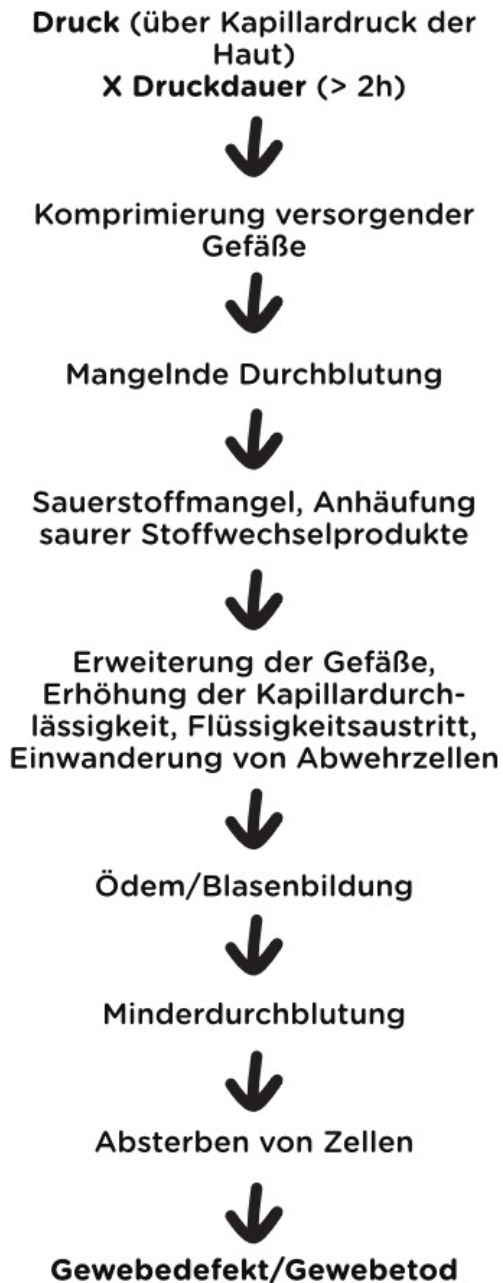 Druck (über Kapillardruck der
Haut)
X Druckdauer (> 2h)
Komprimierung versorgender
Gefäße
Mangelnde Durchblutung
Sauerstoffmangel, Anhäufung
saurer Stoffwechselprodukte
Erweiterung der Gefäße,
Erhöhung der Kapillardurch-
lässigkeit, Flüssigkeitsaustritt,
Einwanderung von Abwehrzellen
Ödem/Blasenbildung
Minderdurchblutung
Absterben von Zellen
Gewebedefekt/Gewebetod